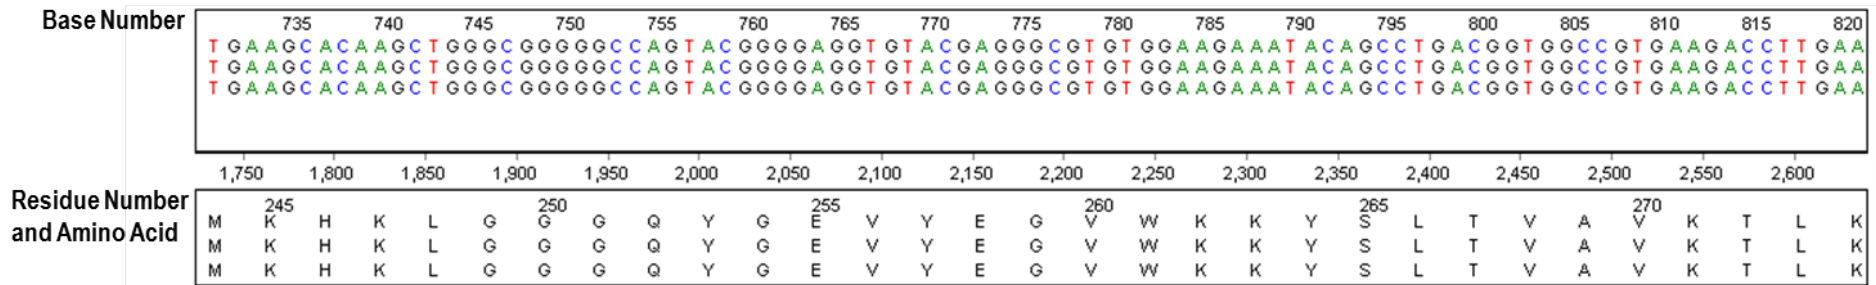 Base Number 735 740 745 750 755 760 765 770 775 780 785 790 795 800 805 810 815 820
TGAAGCACAAGCTGGGCGGGGGCCAGTACGGGGAGGTGTACGAGGGCGTGTGGAAGAAATACAGCCTGACGGTGGCCGTGAAGACCTTGAA
TGAAGCACAAGCTGGGCGGGGGCCAGTACGGGGAGGTGTACGAGGGCGTGTGGAAGAAATACAGCCTGACGGTGGCCGTGAAGACCTTGAA
TGAAGCACAAGCTGGGCGGGGGCCAGTACGGGGAGGTGTACGAGGGCGTGTGGAAGAAATACAGCCTGACGGTGGCCGTGAAGACCTTGAA
1,750 1,800 1,850 1,900 1,950 2,000 2,050 2,100 2,150 2,200 2,250 2,300 2,350 2,400 2,450 2,500 2,550 2,600
Residue Number
and Amino Acid
245 250 255 260 265 270
M K H K L G G G Q Y G E V Y E G V W K K Y S L T V A V K T L K
M K H K L G G G Q Y G E V Y E G V W K K Y S L T V A V K T L K
M K H K L G G G Q Y G E V Y E G V W K K Y S L T V A V K T L K